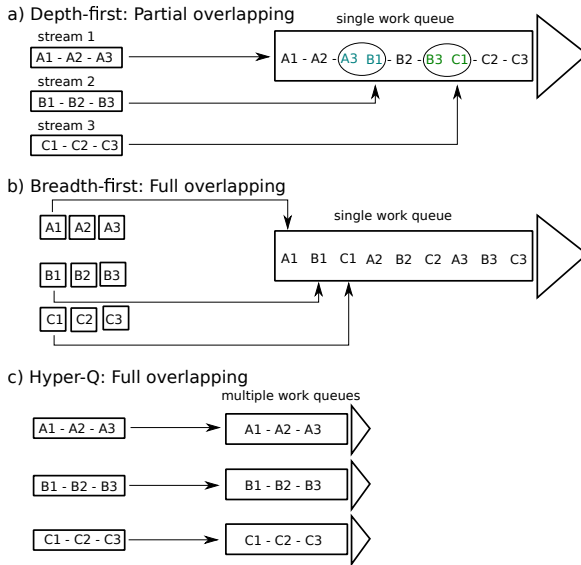 a) Depth-first: Partial overlapping
stream 1
single work queue
A1 - A2 - A3
A1 - A2 - A3 B1 - B2 - B3 C1 - C2 - C3
stream 2
B1 - B2 - B3
stream 3
C1 - C2 - C3
b) Breadth-first: Full overlapping
single work queue
A1 A2 A3
A1 B1 C1 A2 B2 C2 A3 B3 C3
B1 B2 B3
C1 C2 C3
c) Hyper-Q: Full overlapping
multiple work queues
A1 - A2 - A3
A1 - A2 - A3
B1 - B2 - B3
B1 - B2 - B3
C1 - C2 - C3
C1 - C2 - C3